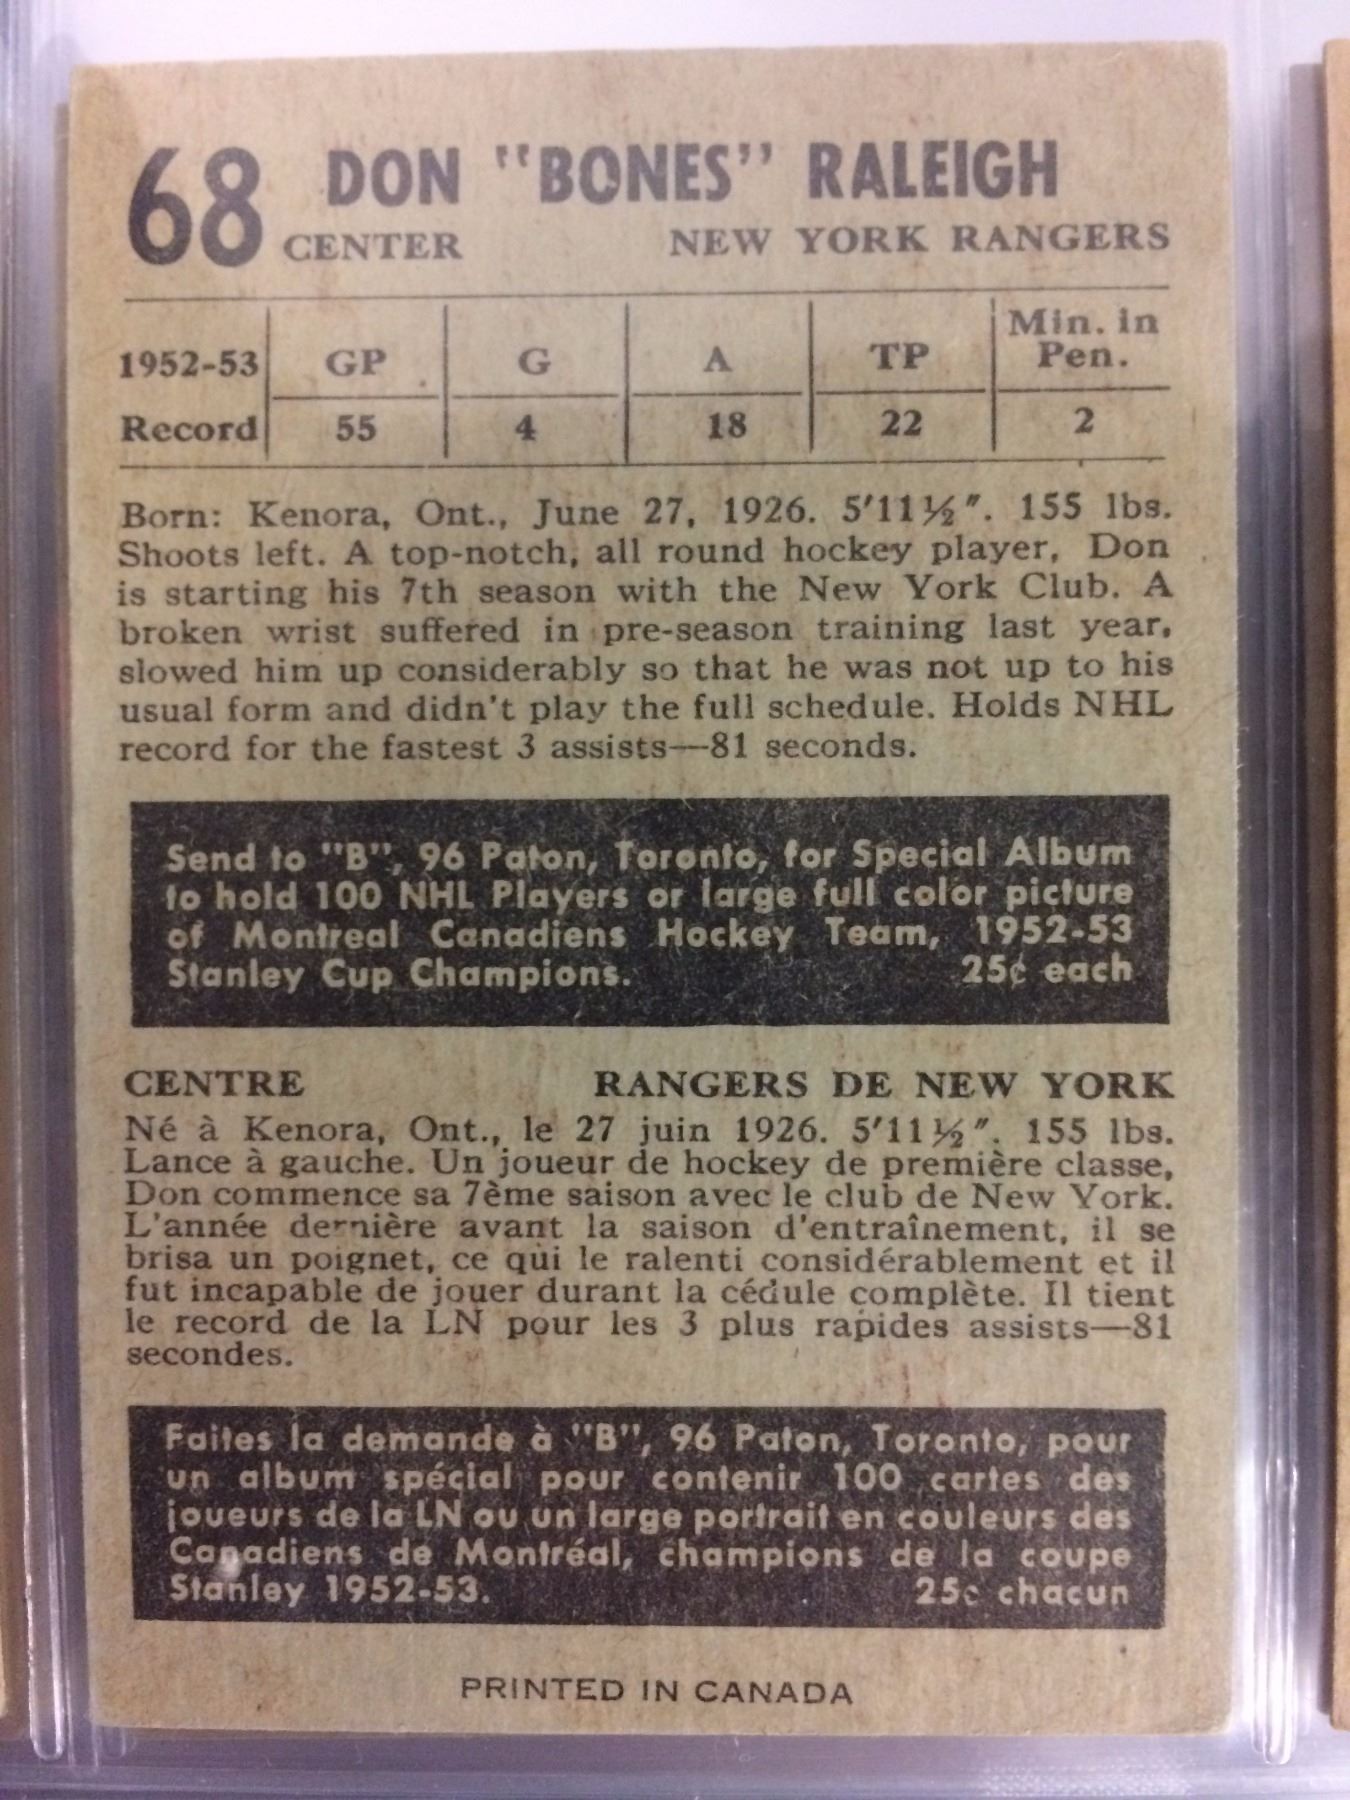 68 DON "BONES" RALEIGH
CENTER NEW YORK RANGERS
1952-53 GP G A TP Min. in Pen.
Record 55 4 18 22 2
Born: Kenora, Ont., June 27, 1926. 5'11½". 155 lbs.
Shoots left. A top-notch, all round hockey player, Don
is starting his 7th season with the New York Club. A
broken wrist suffered in pre-season training last year,
slowed him up considerably so that he was not up to his
usual form and didn't play the full schedule. Holds NHL
record for the fastest 3 assists—81 seconds.
Send to "B", 96 Paton, Toronto, for Special Album
to hold 100 NHL Players or large full color picture
of Montreal Canadiens Hockey Team, 1952-53
Stanley Cup Champions. 25¢ each
CENTRE RANGERS DE NEW YORK
Né à Kenora, Ont., le 27 juin 1926. 5'11½". 155 lbs.
Lance à gauche. Un joueur de hockey de première classe,
Don commence sa 7ème saison avec le club de New York.
L'année dernière avant la saison d'entraînement, il se
brisa un poignet, ce qui le ralenti considérablement et il
fut incapable de jouer durant la cédule complète. Il tient
le record de la LN pour les 3 plus rapides assists—81
secondes.
Faites la demande à "B", 96 Paton, Toronto, pour
un album spécial pour contenir 100 cartes des
joueurs de la LN ou un large portrait en couleurs des
Canadiens de Montréal, champions de la coupe
Stanley 1952-53. 25¢ chacun
PRINTED IN CANADA